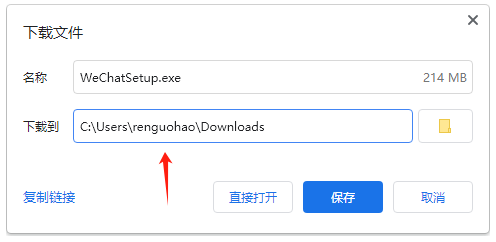 下载文件
名称 WeChatSetup.exe 214 MB
下载到 C:\Users\renguohao\Downloads
复制链接 直接打开 保存 取消